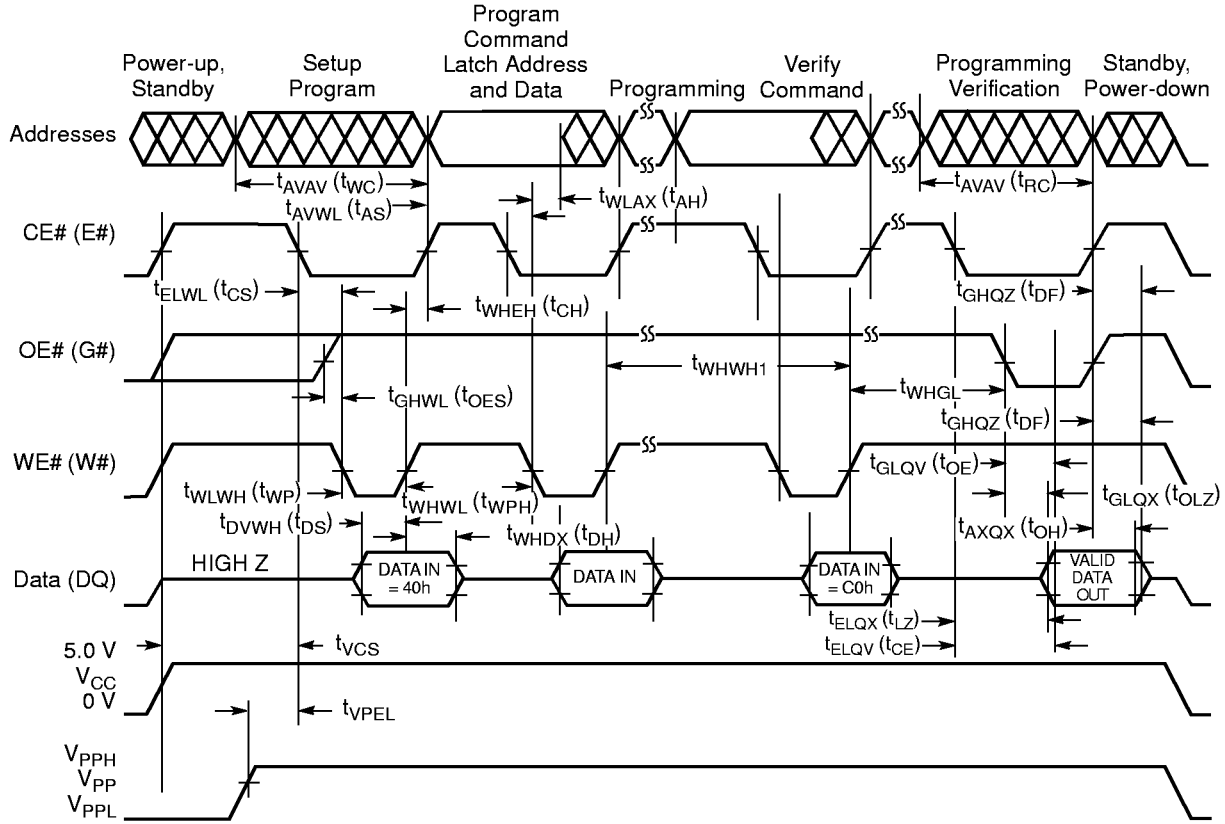 Power-up,
Standby
Setup
Program
Program
Command
Latch Address
and Data
Programming
Verify
Command
Programming
Verification
Standby,
Power-down
Addresses
tAVAV (tWC)
tAVWL (tAS)
tWLAX (tAH)
tAVAV (tRC)
CE# (E#)
tELWL (tCS)
tWHEH (tCH)
tGHQZ (tDF)
OE# (G#)
tWHWH1
tWHGL
tGHWL (tOES)
tGHQZ (tDF)
WE# (W#)
tGLQV (tOE)
tWLWH (tWP)
tWHWL (tWPH)
tGLQX (tOLZ)
tDVWH (tDS)
tWHDX (tDH)
tAXQX (tOH)
Data (DQ)
HIGH Z
DATA IN
= 40h
DATA IN
DATA IN
= C0h
VALID
DATA
OUT
tELQX (tLZ)
tELQV (tCE)
5.0 V
VCC
0 V
tVCS
tVPEL
VPPH
VPP
VPPL